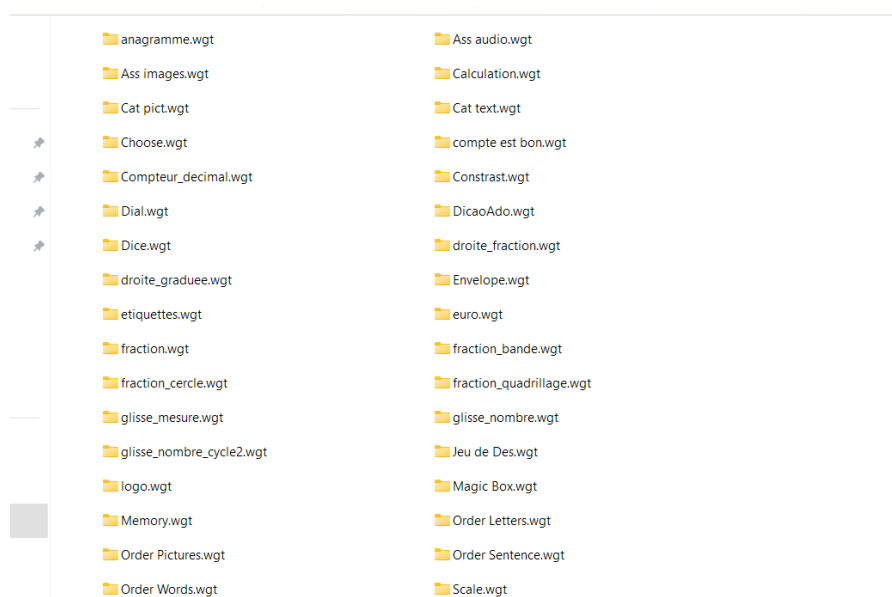 anagramme.wgt
Ass audio.wgt
Ass images.wgt
Calculation.wgt
Cat pict.wgt
Cat text.wgt
Choose.wgt
compte est bon.wgt
Compteur_decimal.wgt
Constrast.wgt
Dial.wgt
DicaoAdo.wgt
Dice.wgt
droite_fraction.wgt
droite_graduee.wgt
Envelope.wgt
etiquettes.wgt
euro.wgt
fraction.wgt
fraction_bande.wgt
fraction_cercle.wgt
fraction_quadrillage.wgt
glisse_mesure.wgt
glisse_nombre.wgt
glisse_nombre_cycle2.wgt
Jeu de Des.wgt
logo.wgt
Magic Box.wgt
Memory.wgt
Order Letters.wgt
Order Pictures.wgt
Order Sentence.wgt
Order Words.wgt
Scale.wgt